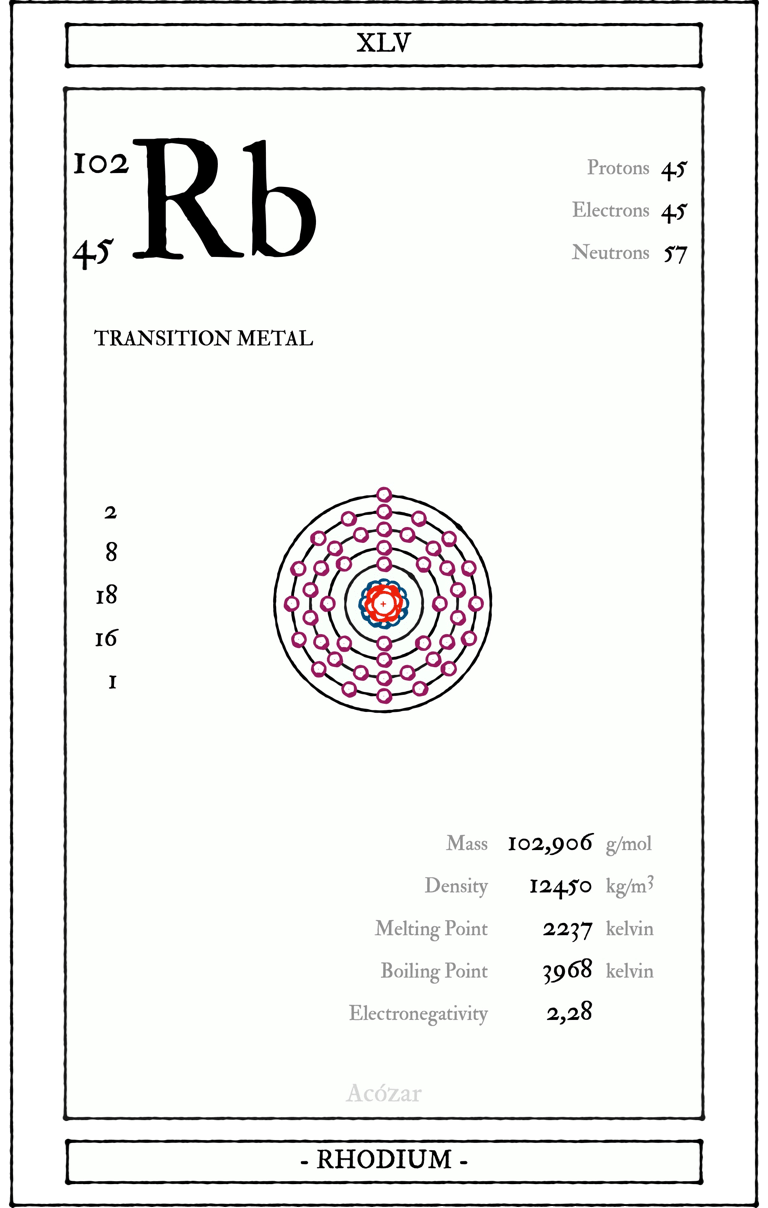 XLV
102
Rb
45
Protons 45
Electrons 45
Neutrons 57
TRANSITION METAL
2
8
18
16
1
+
Mass 102,906 g/mol
Density 12450 kg/m³
Melting Point 2237 kelvin
Boiling Point 3968 kelvin
Electronegativity 2,28
Acózar
- RHODIUM -